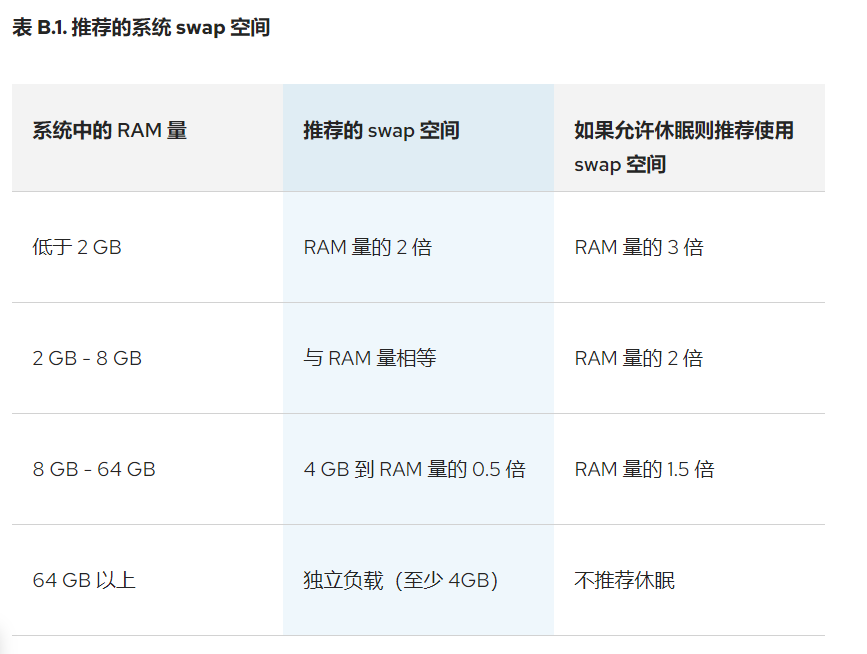 表 B.1. 推荐的系统 swap 空间
系统中的 RAM 量
推荐的 swap 空间
如果允许休眠则推荐使用
swap 空间
低于 2 GB
RAM 量的 2 倍
RAM 量的 3 倍
2 GB - 8 GB
与 RAM 量相等
RAM 量的 2 倍
8 GB - 64 GB
4 GB 到 RAM 量的 0.5 倍
RAM 量的 1.5 倍
64 GB 以上
独立负载（至少 4GB）
不推荐休眠